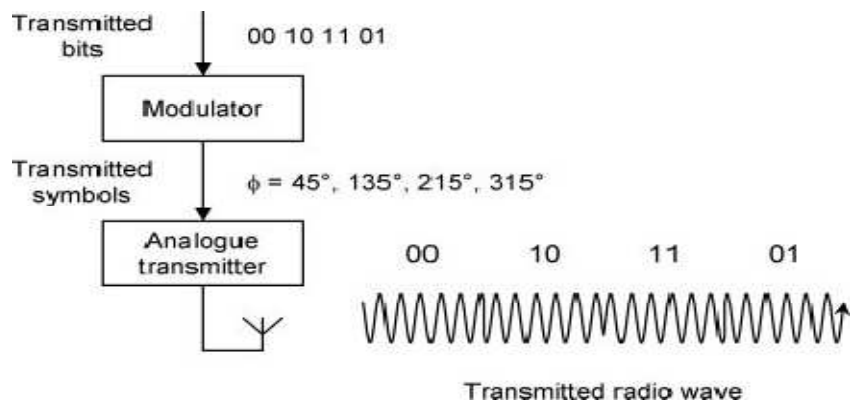 Transmitted
bits
00 10 11 01
Modulator
Transmitted
symbols
ϕ = 45°, 135°, 215°, 315°
Analogue
transmitter
00 10 11 01
Transmitted radio wave